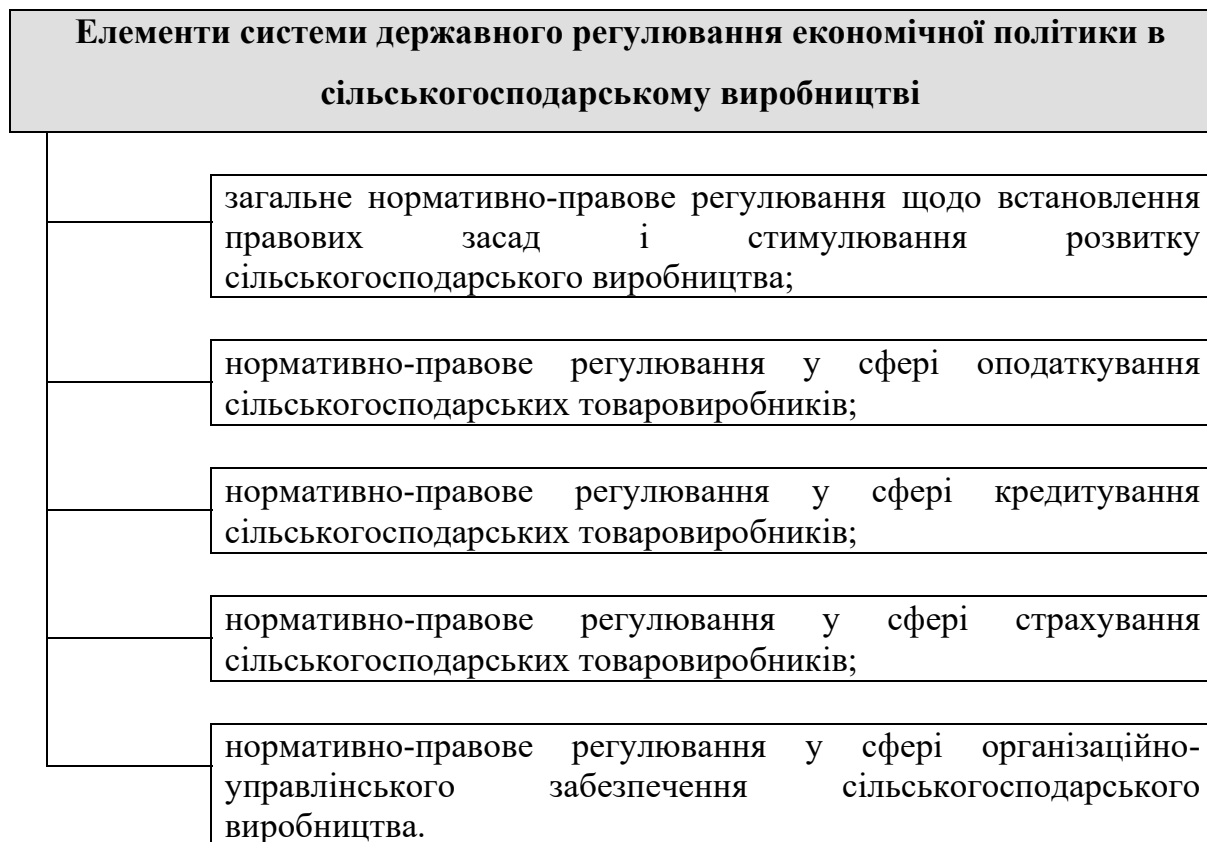 Елементи системи державного регулювання економічної політики в
сільськогосподарському виробництві
загальне нормативно-правове регулювання щодо встановлення
правових засад і стимулювання розвитку
сільськогосподарського виробництва;
нормативно-правове регулювання у сфері оподаткування
сільськогосподарських товаровиробників;
нормативно-правове регулювання у сфері кредитування
сільськогосподарських товаровиробників;
нормативно-правове регулювання у сфері страхування
сільськогосподарських товаровиробників;
нормативно-правове регулювання у сфері організаційно-
управлінського забезпечення сільськогосподарського
виробництва.